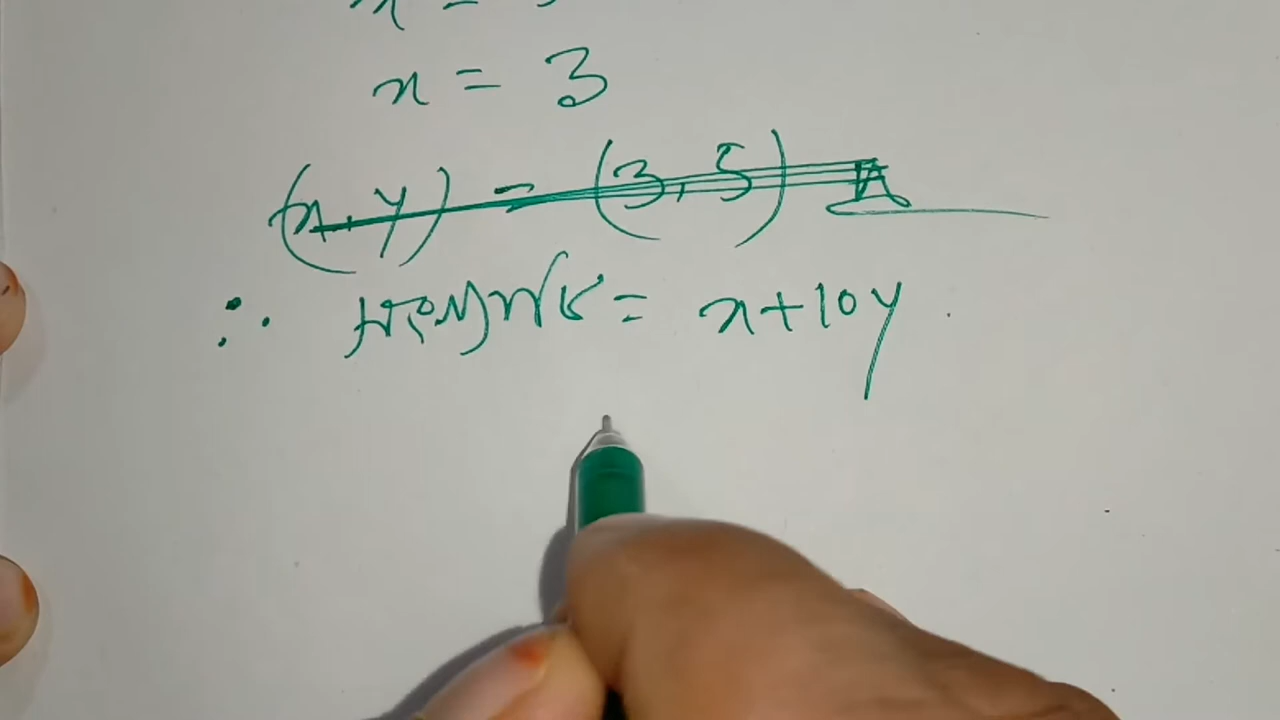 x = 3
(x, y) = (3, 5)
∴ সংখ্যাটি = x + 10y